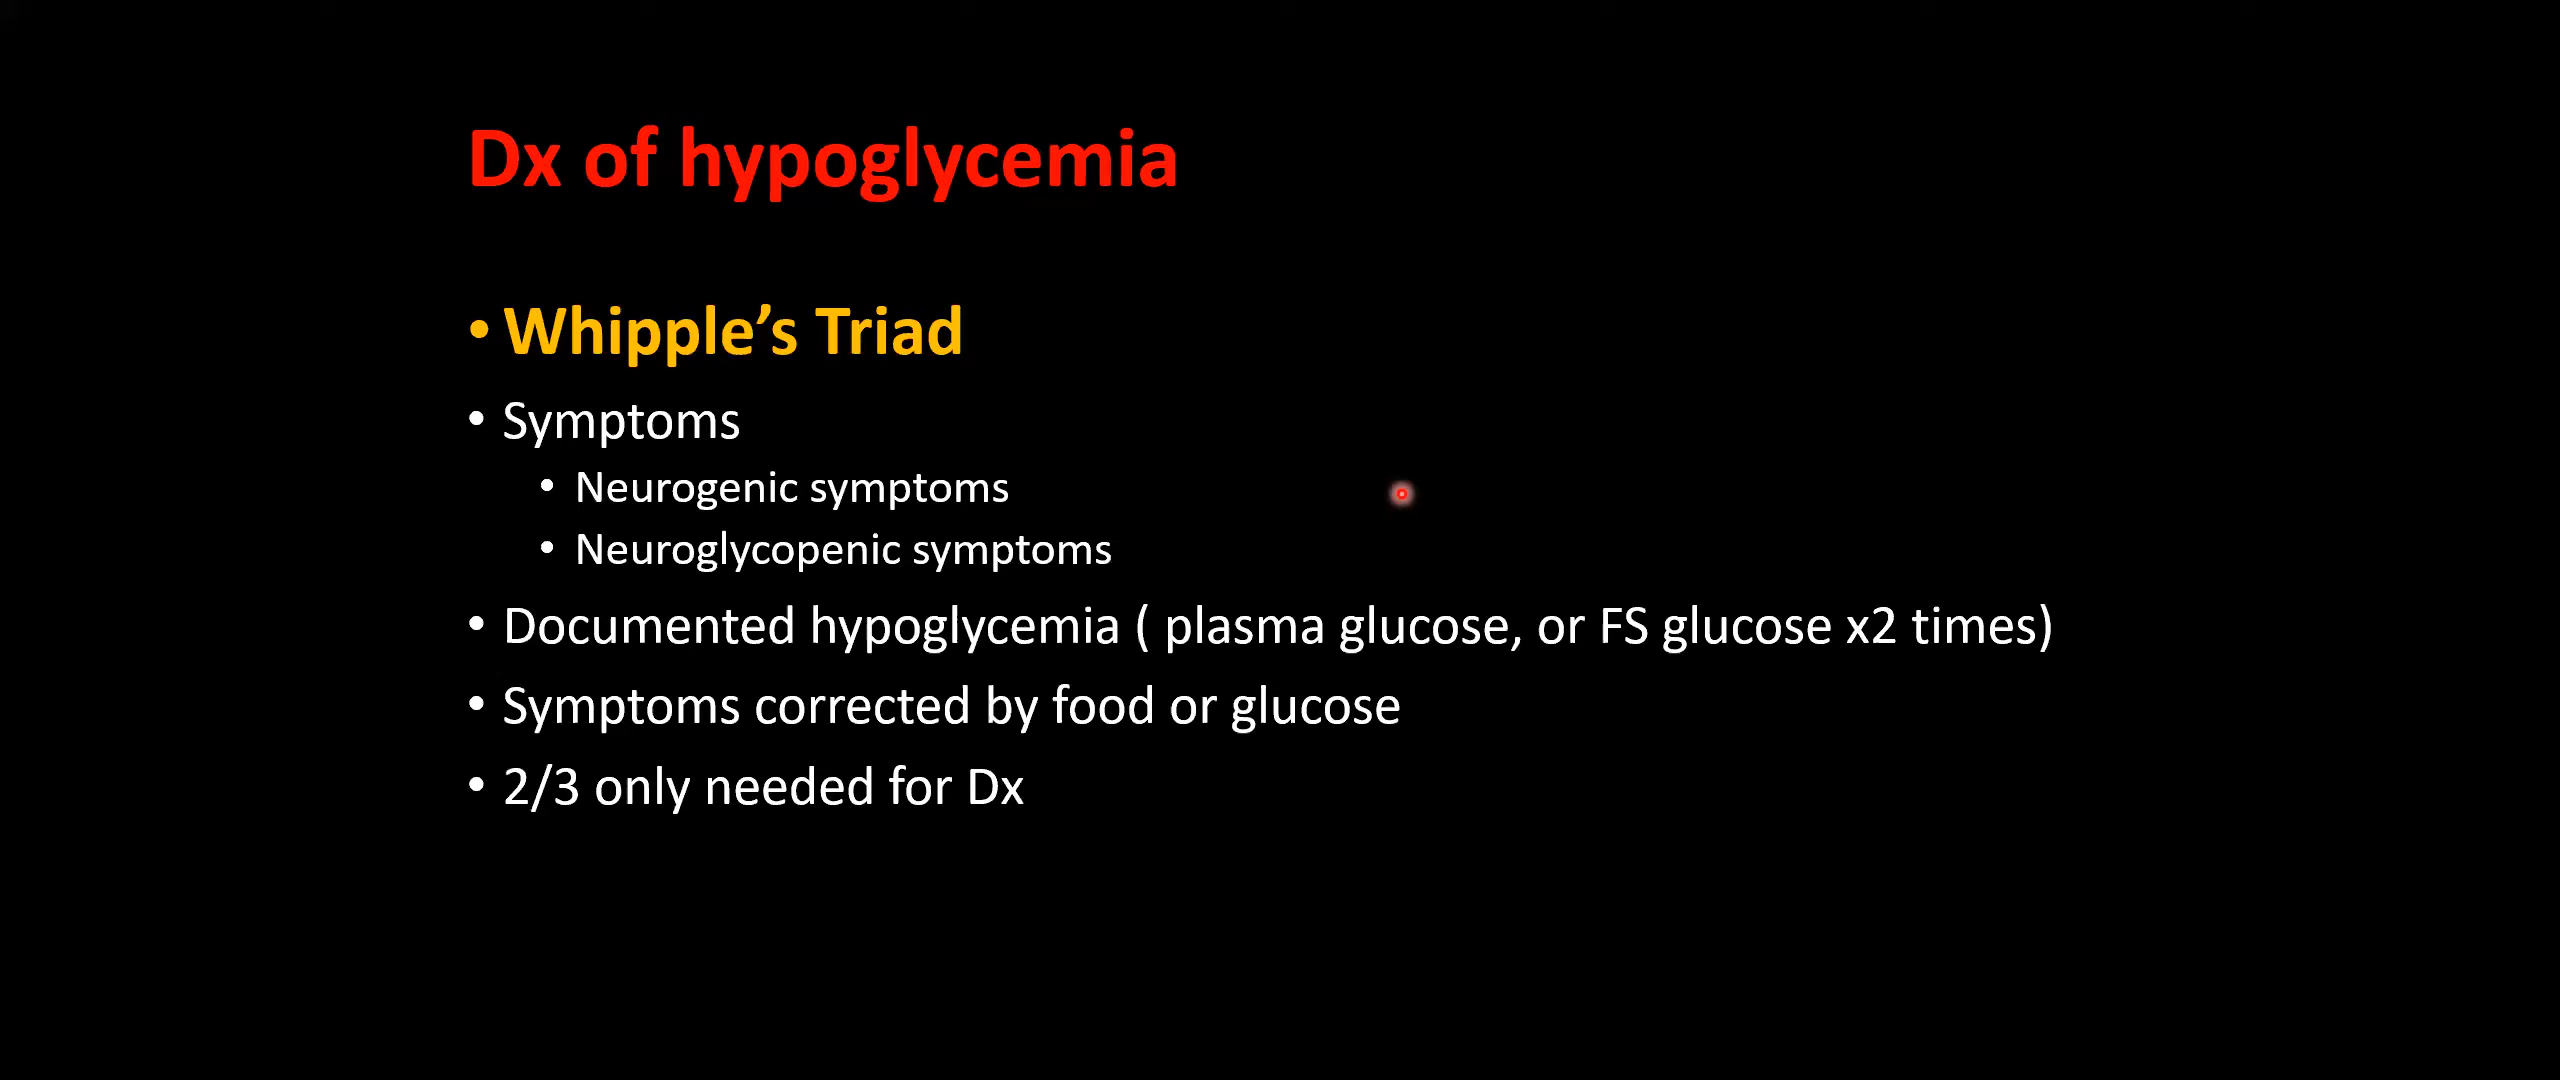 Dx of hypoglycemia
• Whipple’s Triad
• Symptoms
• Neurogenic symptoms
• Neuroglycopenic symptoms
• Documented hypoglycemia ( plasma glucose, or FS glucose x2 times)
• Symptoms corrected by food or glucose
• 2/3 only needed for Dx